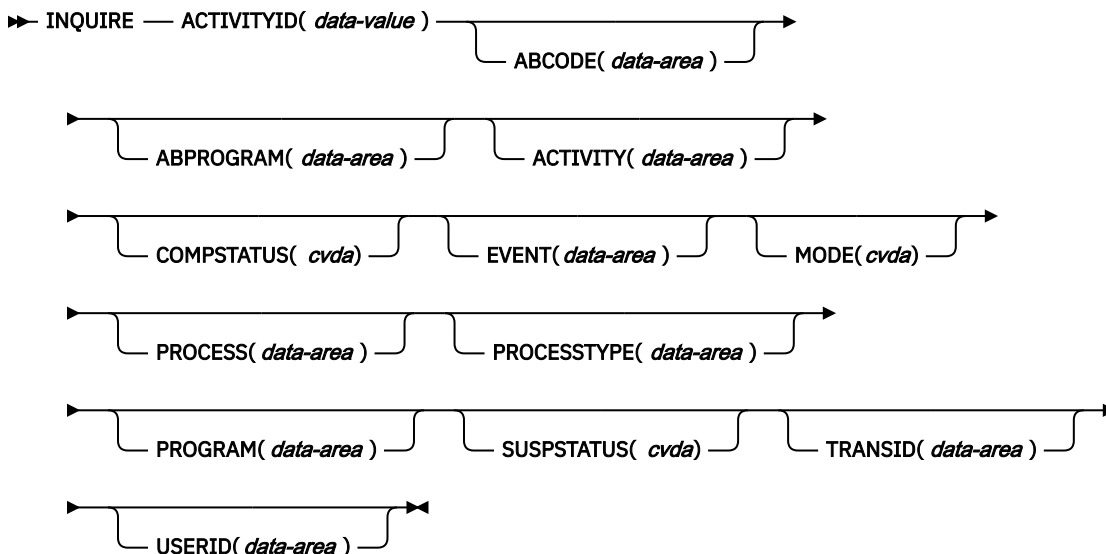 INQUIRE ACTIVITYID( data-value )
ABCODE( data-area )
ABPROGRAM( data-area ) ACTIVITY( data-area )
COMPSTATUS( cvda) EVENT( data-area ) MODE( cvda )
PROCESS( data-area ) PROCESSTYPE( data-area )
PROGRAM( data-area ) SUSPSTATUS( cvda) TRANSID( data-area )
USERID( data-area )